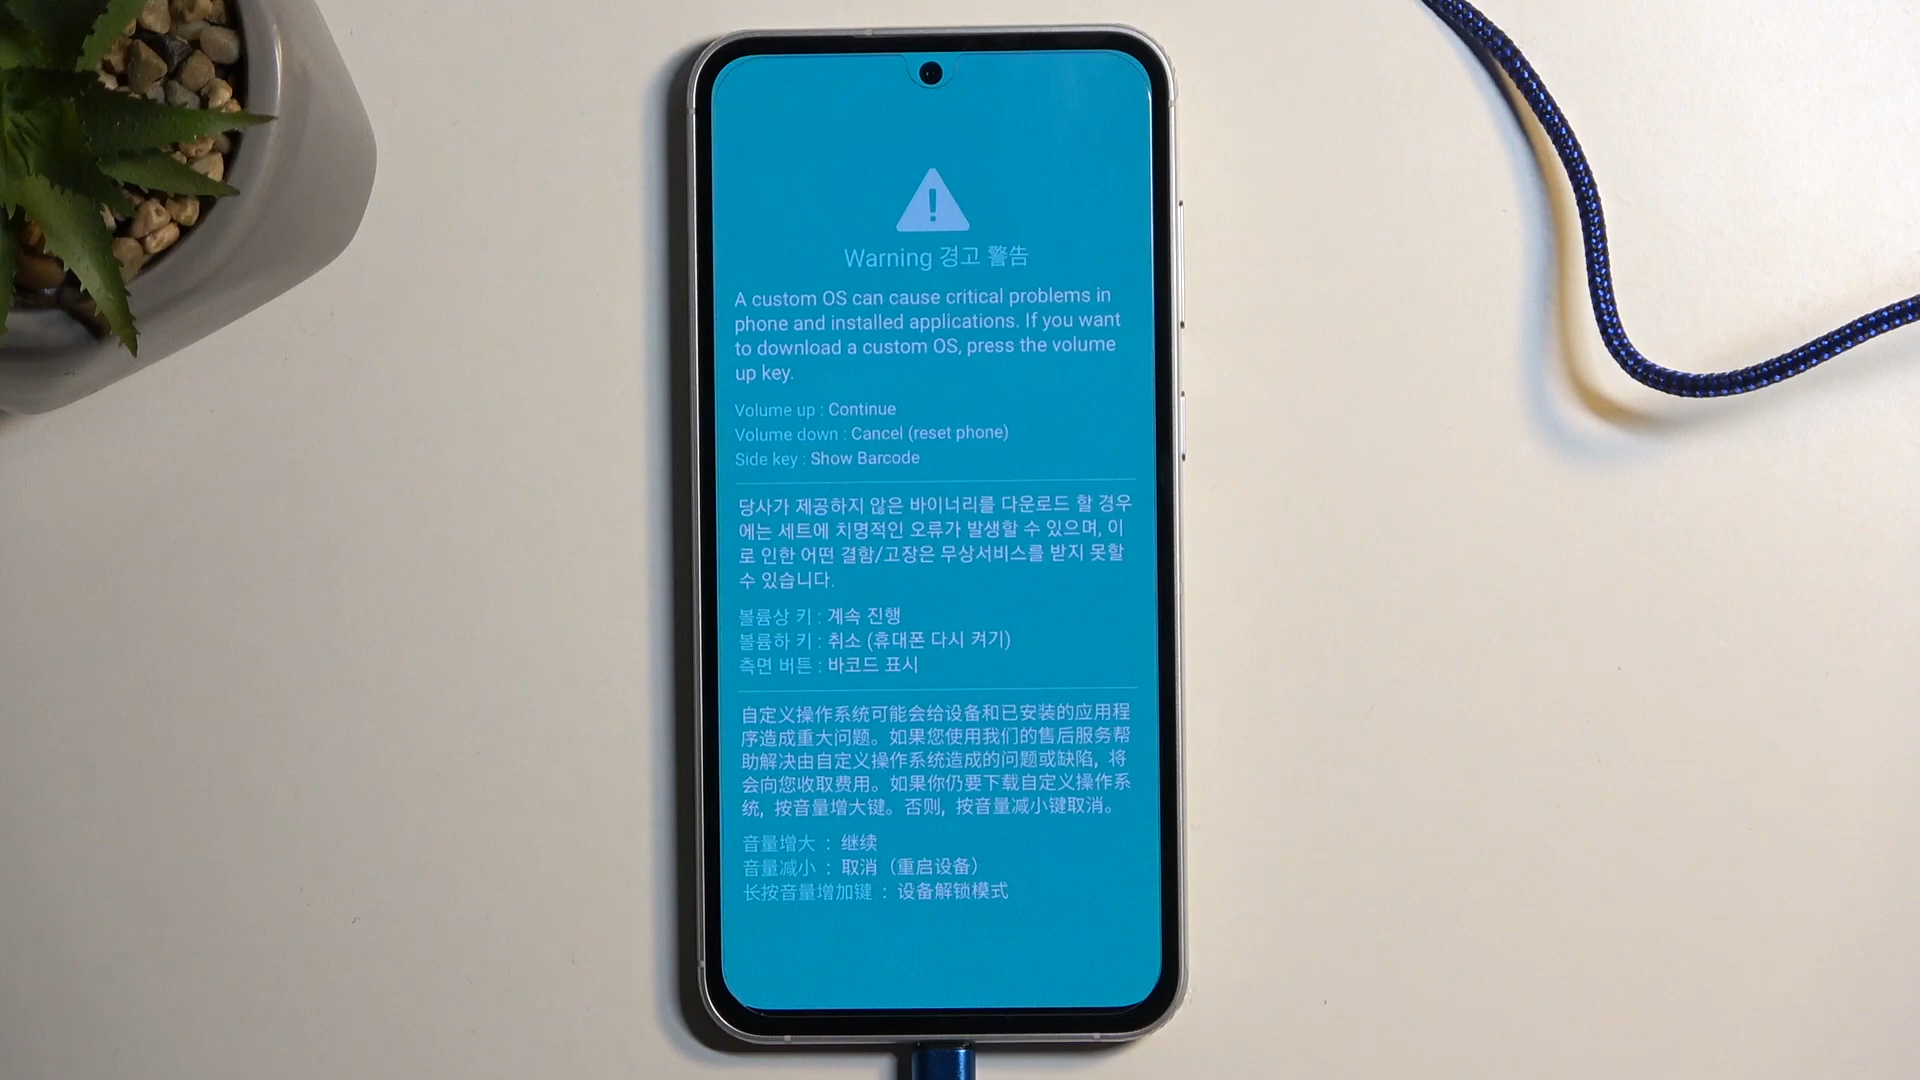 Warning 경고 警告
A custom OS can cause critical problems in
phone and installed applications. If you want
to download a custom OS, press the volume
up key.
Volume up : Continue
Volume down : Cancel (reset phone)
Side key : Show Barcode
당사가 제공하지 않은 바이너리를 다운로드 할 경우
에는 세트에 치명적인 오류가 발생할 수 있으며, 이
로 인한 어떤 결함/고장은 무상서비스를 받지 못할
수 있습니다.
볼륨상 키 : 계속 진행
볼륨하 키 : 취소 (휴대폰 다시 켜기)
측면 버튼 : 바코드 표시
自定义操作系统可能会给设备和已安装的应用程
序造成重大问题。如果您使用我们的售后服务帮
助解决由自定义操作系统造成的问题或缺陷, 将
会向您收取费用。如果你仍要下载自定义操作系
统, 按音量增大键。否则, 按音量减小键取消。
音量增大 : 继续
音量减小 : 取消（重启设备）
长按音量增加键 : 设备解锁模式